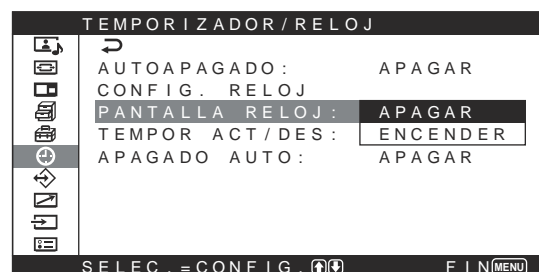 TEMPORIZADOR/RELOJ
AUTOAPAGADO: APAGAR
CONFIG. RELOJ
PANTALLA RELOJ: APAGAR
TEMPOR ACT/DES: ENCENDER
APAGADO AUTO: APAGAR
SELEC.=CONFIG. FIN MENU